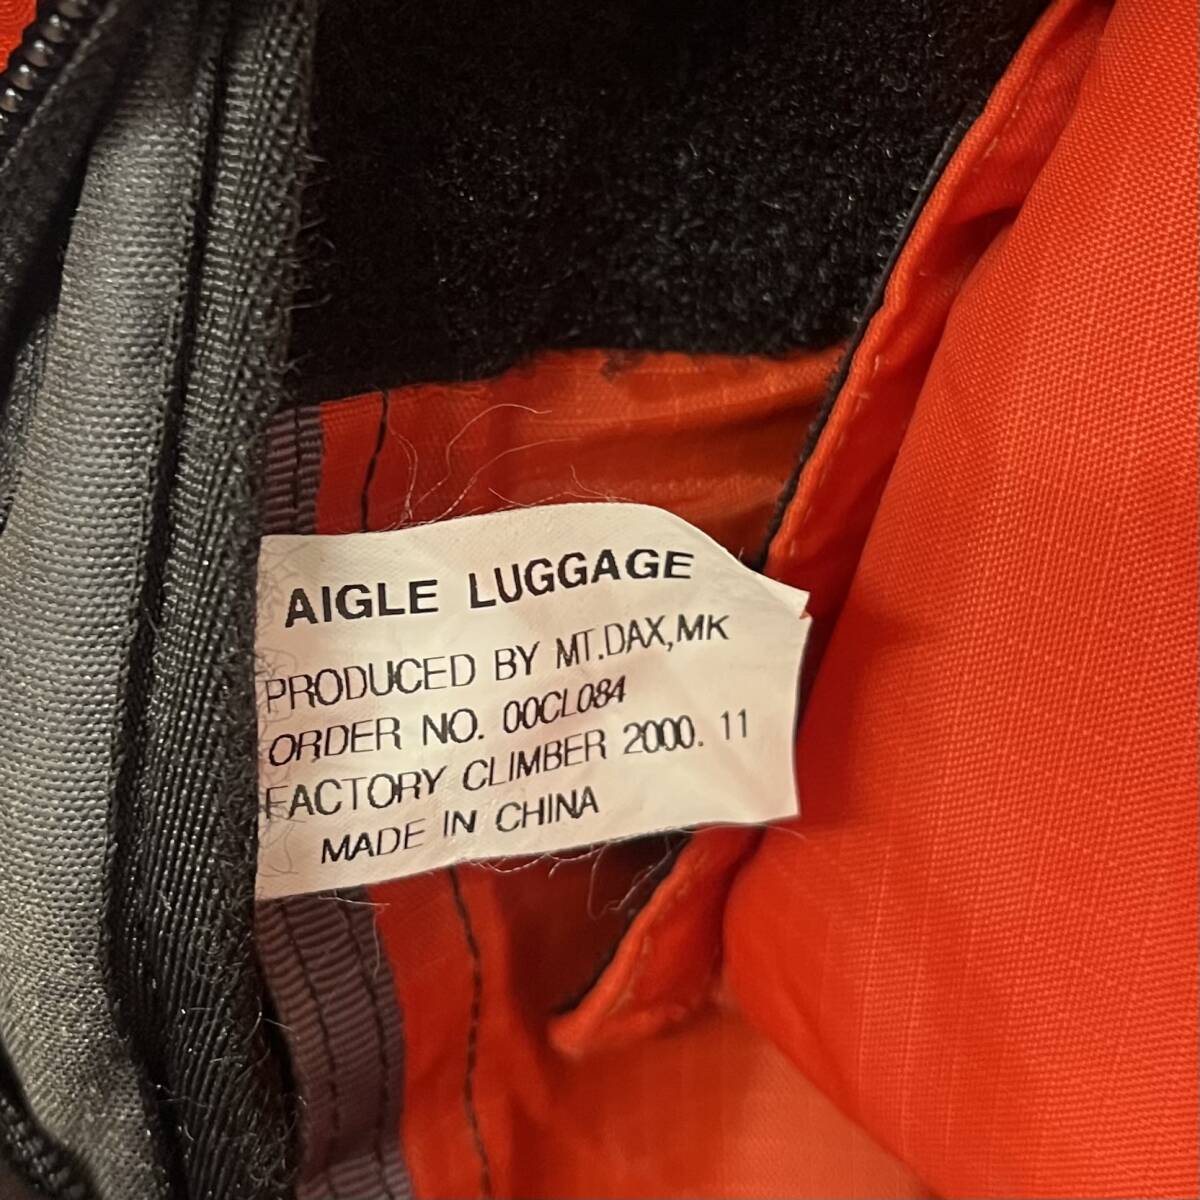 AIGLE LUGGAGE
PRODUCED BY MT.DAX,MK
ORDER NO. 00CL084
FACTORY CLIMBER 2000. 11
MADE IN CHINA